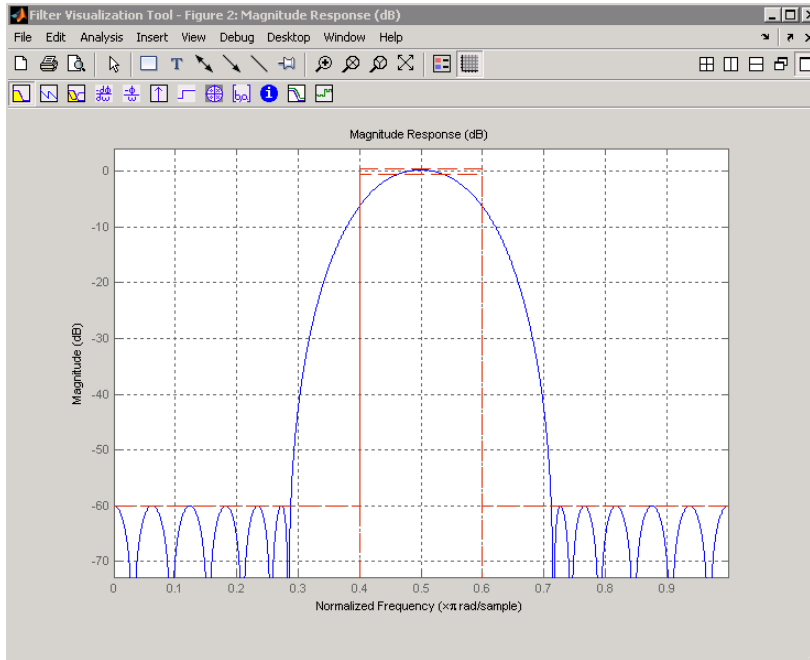 Filter Visualization Tool - Figure 2: Magnitude Response (dB)
File Edit Analysis Insert View Debug Desktop Window Help
Magnitude Response (dB)
0
-10
-20
-30
-40
-50
-60
-70
Magnitude (dB)
0 0.1 0.2 0.3 0.4 0.5 0.6 0.7 0.8 0.9
Normalized Frequency (×π rad/sample)